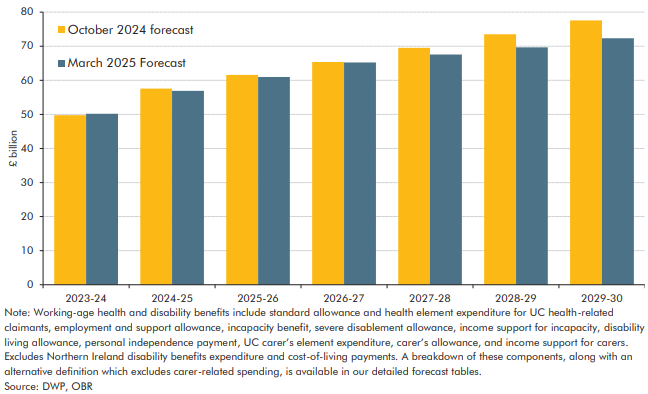 80
70
60
50
40
30
20
10
0
£ billion
October 2024 forecast
March 2025 Forecast
2023-24 2024-25 2025-26 2026-27 2027-28 2028-29 2029-30
Note: Working-age health and disability benefits include standard allowance and health element expenditure for UC health-related
claimants, employment and support allowance, incapacity benefit, severe disablement allowance, income support for incapacity, disability
living allowance, personal independence payment, UC carer's element expenditure, carer's allowance, and income support for carers.
Excludes Northern Ireland disability benefits expenditure and cost-of-living payments. A breakdown of these components, along with an
alternative definition which excludes carer-related spending, is available in our detailed forecast tables.
Source: DWP, OBR